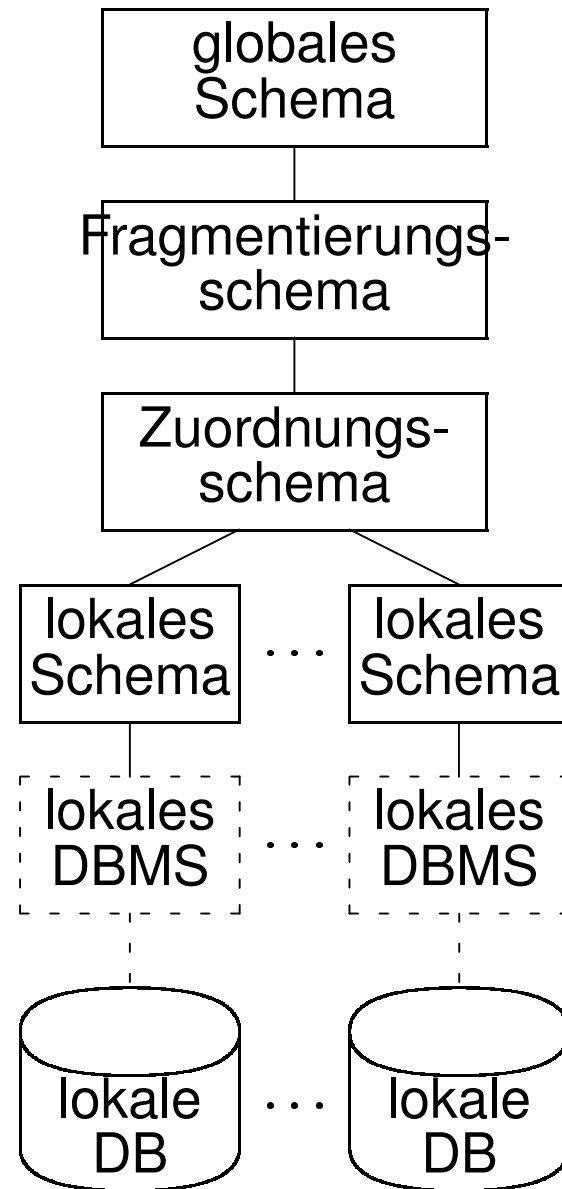 globales
Schema
Fragmentierungs-
schema
Zuordnungs-
schema
lokales
Schema
...
lokales
Schema
lokales
DBMS
...
lokales
DBMS
lokale
DB
...
lokale
DB